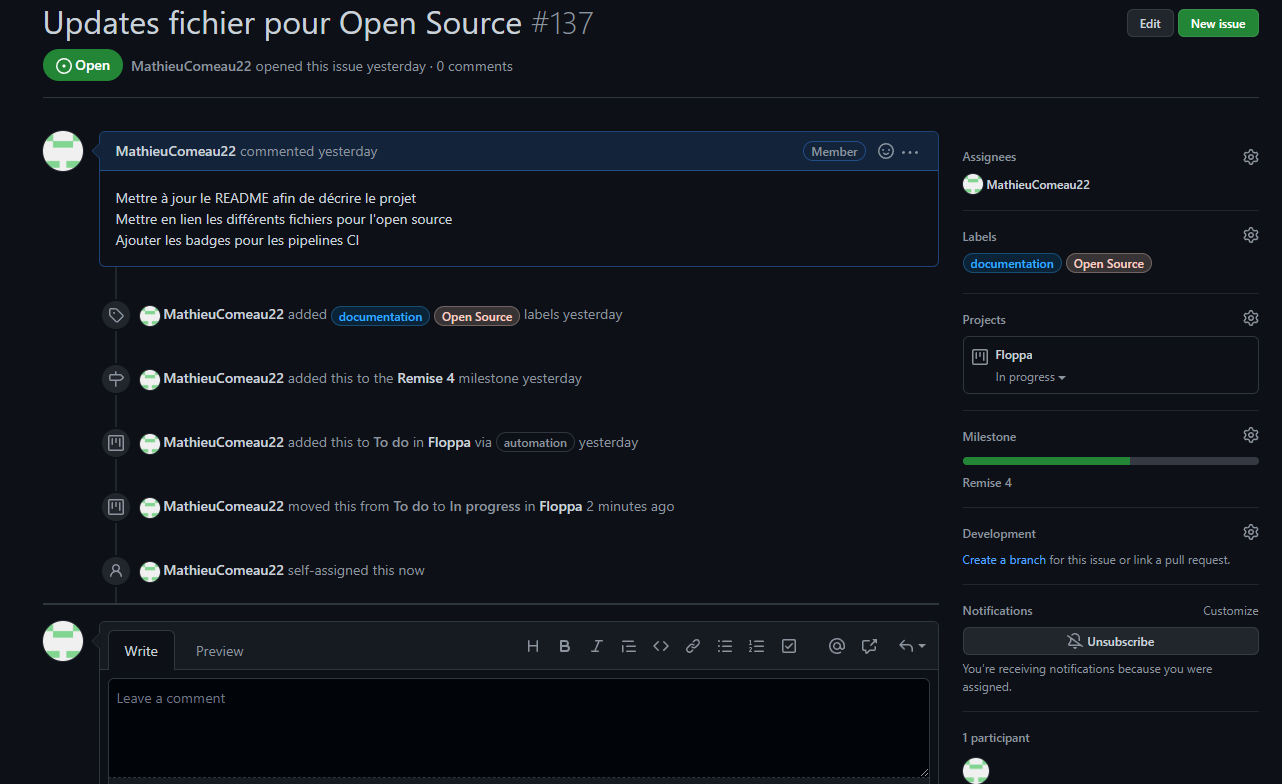 Updates fichier pour Open Source #137
Edit
New issue
Open
MathieuComeau22 opened this issue yesterday · 0 comments
MathieuComeau22 commented yesterday
Member
Mettre à jour le README afin de décrire le projet
Mettre en lien les différents fichiers pour l'open source
Ajouter les badges pour les pipelines CI
MathieuComeau22 added documentation Open Source labels yesterday
MathieuComeau22 added this to the Remise 4 milestone yesterday
MathieuComeau22 added this to To do in Floppa via automation yesterday
MathieuComeau22 moved this from To do to In progress in Floppa 2 minutes ago
MathieuComeau22 self-assigned this now
Write
Preview
Leave a comment
Assignees
MathieuComeau22
Labels
documentation Open Source
Projects
Floppa
In progress
Milestone
Remise 4
Development
Create a branch for this issue or link a pull request.
Notifications
Customize
Unsubscribe
You're receiving notifications because you were
assigned.
1 participant